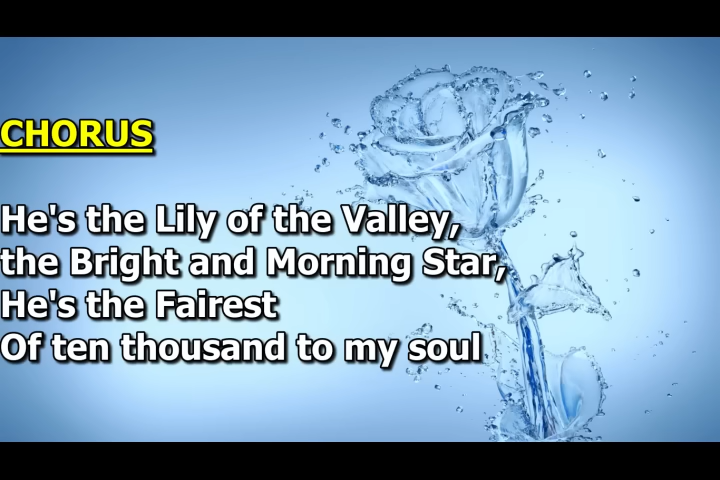 CHORUS
He's the Lily of the Valley,
the Bright and Morning Star,
He's the Fairest
Of ten thousand to my soul